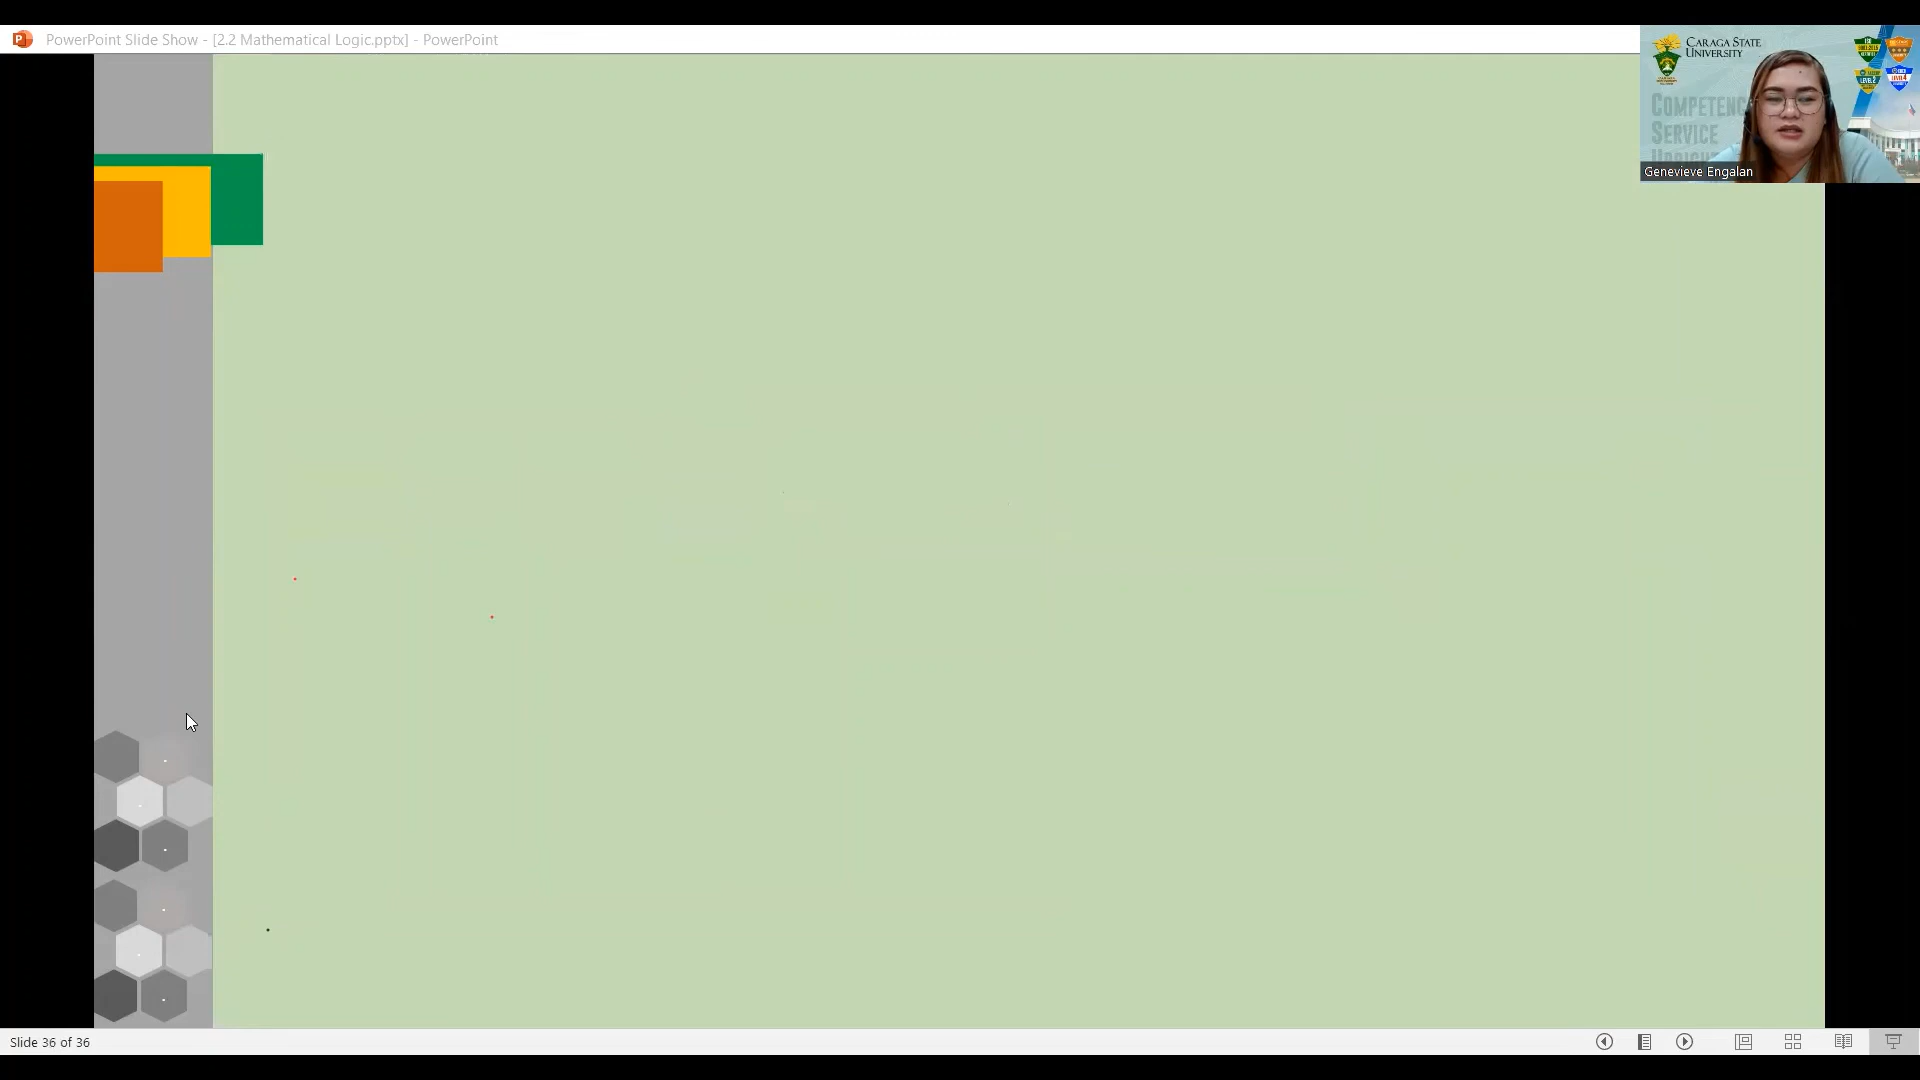 PowerPoint Slide Show - [2.2 Mathematical Logic.pptx] - PowerPoint
CARAGA STATE
UNIVERSITY
COMPETENC
SERVICE
Genevieve Engalan
Slide 36 of 36